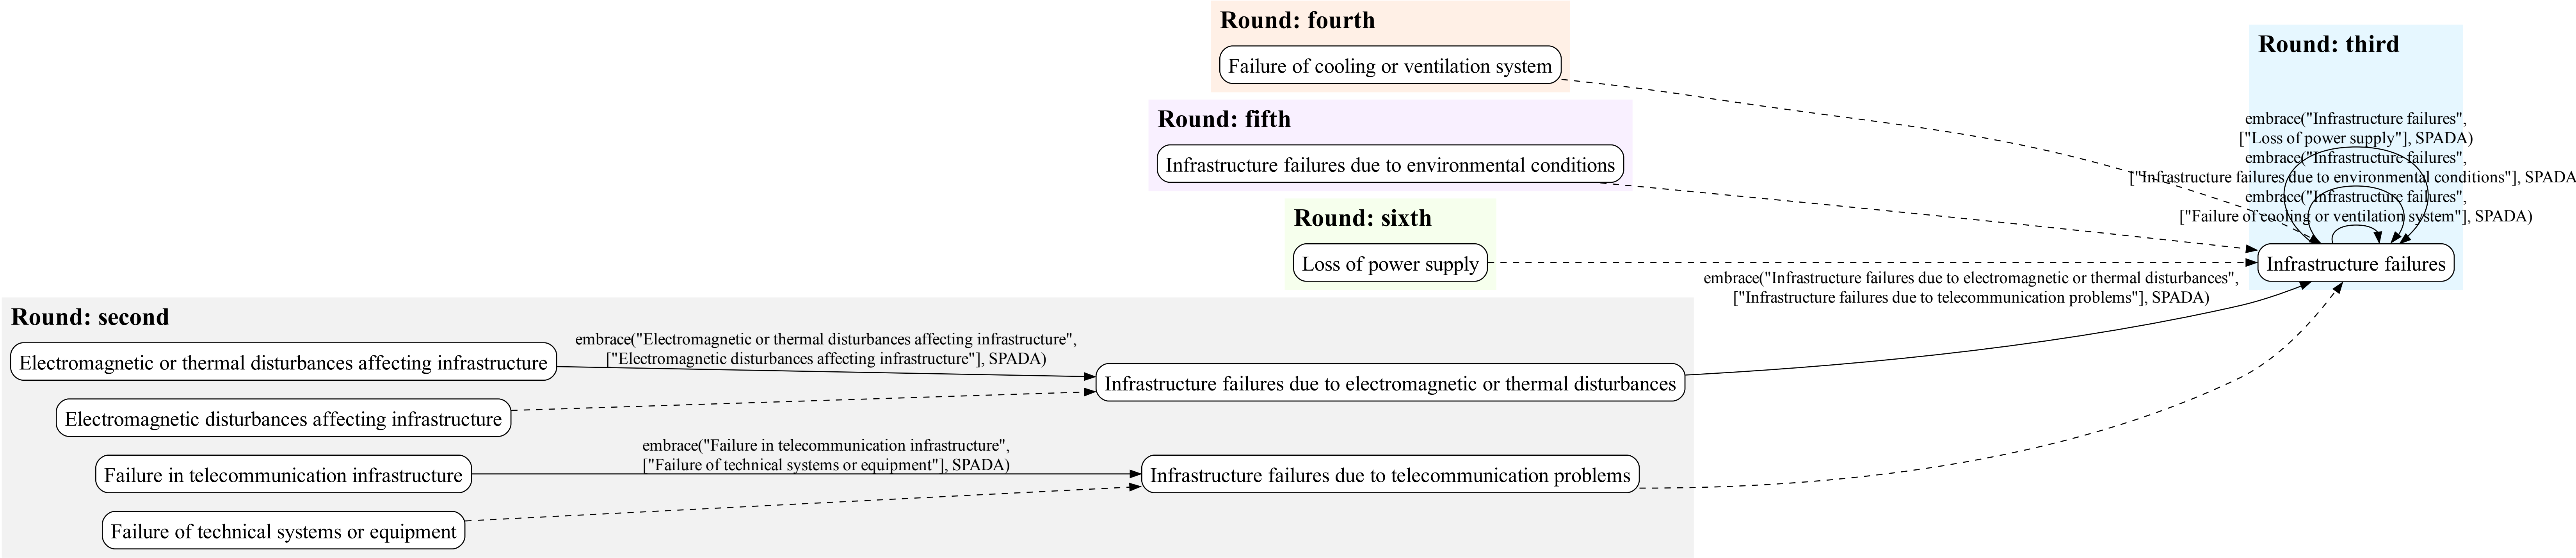 Round: fourth
Failure of cooling or ventilation system
Round: fifth
Infrastructure failures due to environmental conditions
Round: sixth
Loss of power supply
Round: third
embrace("Infrastructure failures",
["Loss of power supply"], SPADA)
embrace("Infrastructure failures",
["Infrastructure failures due to environmental conditions"], SPADA
embrace("Infrastructure failures",
["Failure of cooling or ventilation system"], SPADA)
Infrastructure failures
embrace("Infrastructure failures due to electromagnetic or thermal disturbances",
["Infrastructure failures due to telecommunication problems"], SPADA)
Round: second
Electromagnetic or thermal disturbances affecting infrastructure
embrace("Electromagnetic or thermal disturbances affecting infrastructure",
["Electromagnetic disturbances affecting infrastructure"], SPADA)
Infrastructure failures due to electromagnetic or thermal disturbances
Electromagnetic disturbances affecting infrastructure
Failure in telecommunication infrastructure
embrace("Failure in telecommunication infrastructure",
["Failure of technical systems or equipment"], SPADA)
Infrastructure failures due to telecommunication problems
Failure of technical systems or equipment